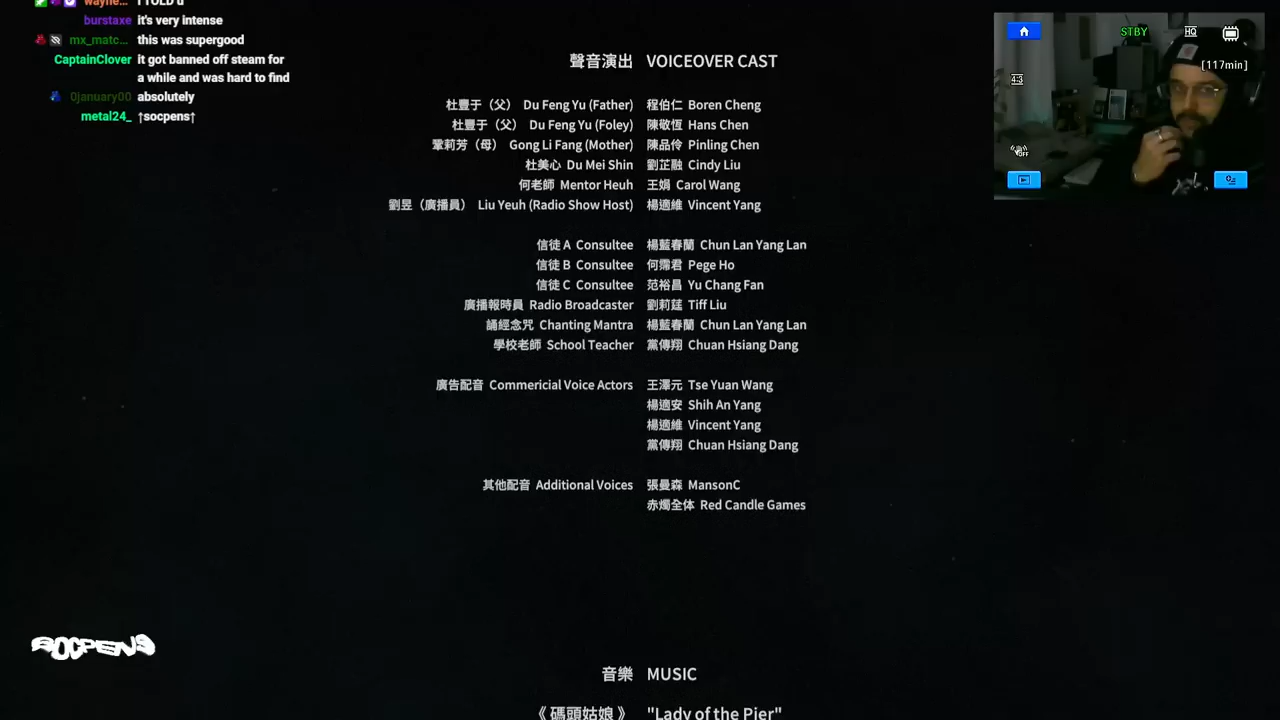 wayne... I TOLD u
burstaxe it's very intense
mx_matc... this was supergood
CaptainClover it got banned off steam for
a while and was hard to find
0january00 absolutely
metal24_ ↑socpens↑
STBY HQ
[117min]
4:3
OFF
聲音演出 VOICEOVER CAST
杜豐于（父） Du Feng Yu (Father) 程伯仁 Boren Cheng
杜豐于（父） Du Feng Yu (Foley) 陳敬恆 Hans Chen
鞏莉芳（母） Gong Li Fang (Mother) 陳品伶 Pinling Chen
杜美心 Du Mei Shin 劉芷融 Cindy Liu
何老師 Mentor Heuh 王娟 Carol Wang
劉昱（廣播員） Liu Yeuh (Radio Show Host) 楊適維 Vincent Yang
信徒 A Consultee 楊藍春蘭 Chun Lan Yang Lan
信徒 B Consultee 何霈君 Pege Ho
信徒 C Consultee 范裕昌 Yu Chang Fan
廣播報時員 Radio Broadcaster 劉莉莛 Tiff Liu
誦經念咒 Chanting Mantra 楊藍春蘭 Chun Lan Yang Lan
學校老師 School Teacher 黨傳翔 Chuan Hsiang Dang
廣告配音 Commericial Voice Actors 王澤元 Tse Yuan Wang
楊適安 Shih An Yang
楊適維 Vincent Yang
黨傳翔 Chuan Hsiang Dang
其他配音 Additional Voices 張曼森 MansonC
赤燭全体 Red Candle Games
SOCPENS
音樂 MUSIC
《 碼頭姑娘 》 "Lady of the Pier"